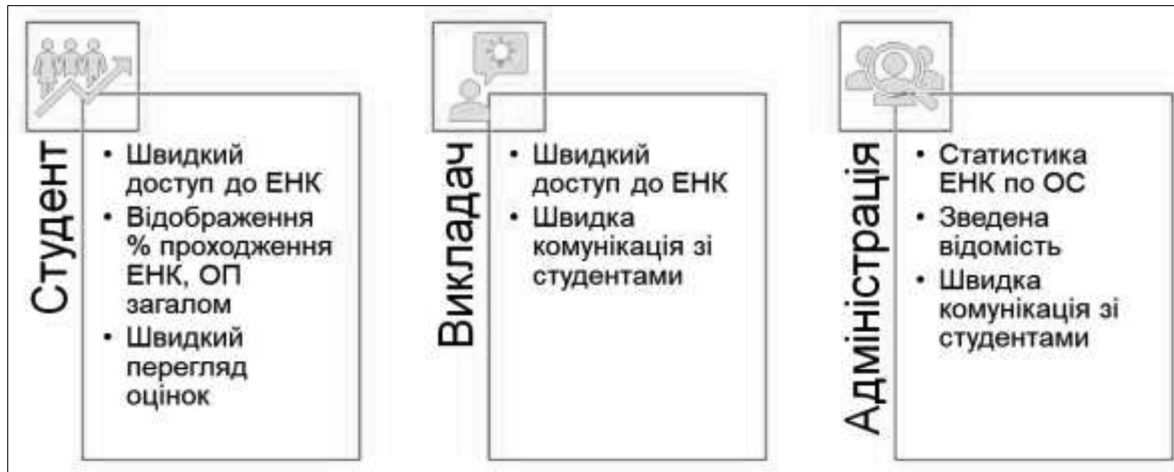 Студент
• Швидкий
доступ до ЕНК
• Відображення
% проходження
ЕНК, ОП
загалом
• Швидкий
перегляд
оцінок
Викладач
• Швидкий
доступ до ЕНК
• Швидка
комунікація зі
студентами
Адміністрація
• Статистика
ЕНК по ОС
• Зведена
відомість
• Швидка
комунікація зі
студентами